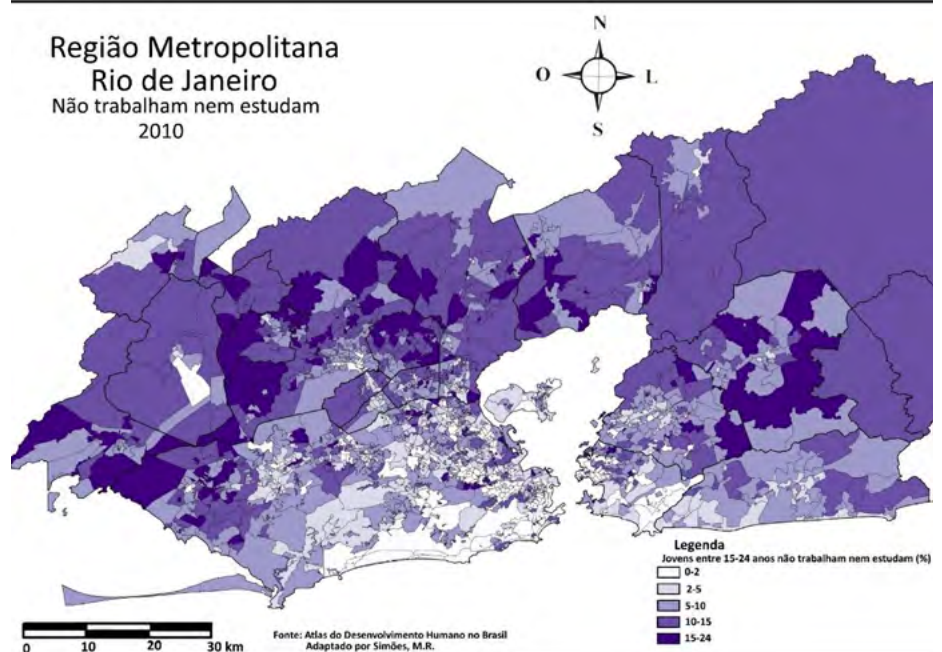 Região Metropolitana
Rio de Janeiro
Não trabalham nem estudam
2010
N
O
L
S
Legenda
Jovens entre 15-24 anos não trabalham nem estudam (%)
0-2
2-5
5-10
10-15
15-24
0 10 20 30 km
Fonte: Atlas do Desenvolvimento Humano no Brasil
Adaptado por Simões, M.R.